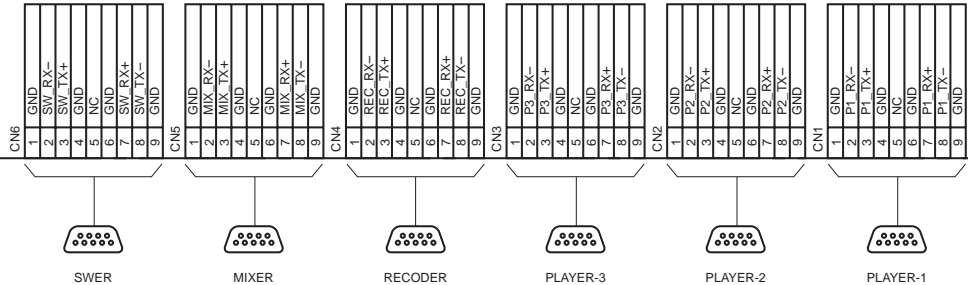 CN6
1 GND
2 SW_RX−
3 SW_TX+
4 GND
5 NC
6 GND
7 SW_RX+
8 SW_TX−
9 GND
SWER
CN5
1 GND
2 MIX_RX−
3 MIX_TX+
4 GND
5 NC
6 GND
7 MIX_RX+
8 MIX_TX−
9 GND
MIXER
CN4
1 GND
2 REC_RX−
3 REC_TX+
4 GND
5 NC
6 GND
7 REC_RX+
8 REC_TX−
9 GND
RECODER
CN3
1 GND
2 P3_RX−
3 P3_TX+
4 GND
5 NC
6 GND
7 P3_RX+
8 P3_TX−
9 GND
PLAYER-3
CN2
1 GND
2 P2_RX−
3 P2_TX+
4 GND
5 NC
6 GND
7 P2_RX+
8 P2_TX−
9 GND
PLAYER-2
CN1
1 GND
2 P1_RX−
3 P1_TX+
4 GND
5 NC
6 GND
7 P1_RX+
8 P1_TX−
9 GND
PLAYER-1